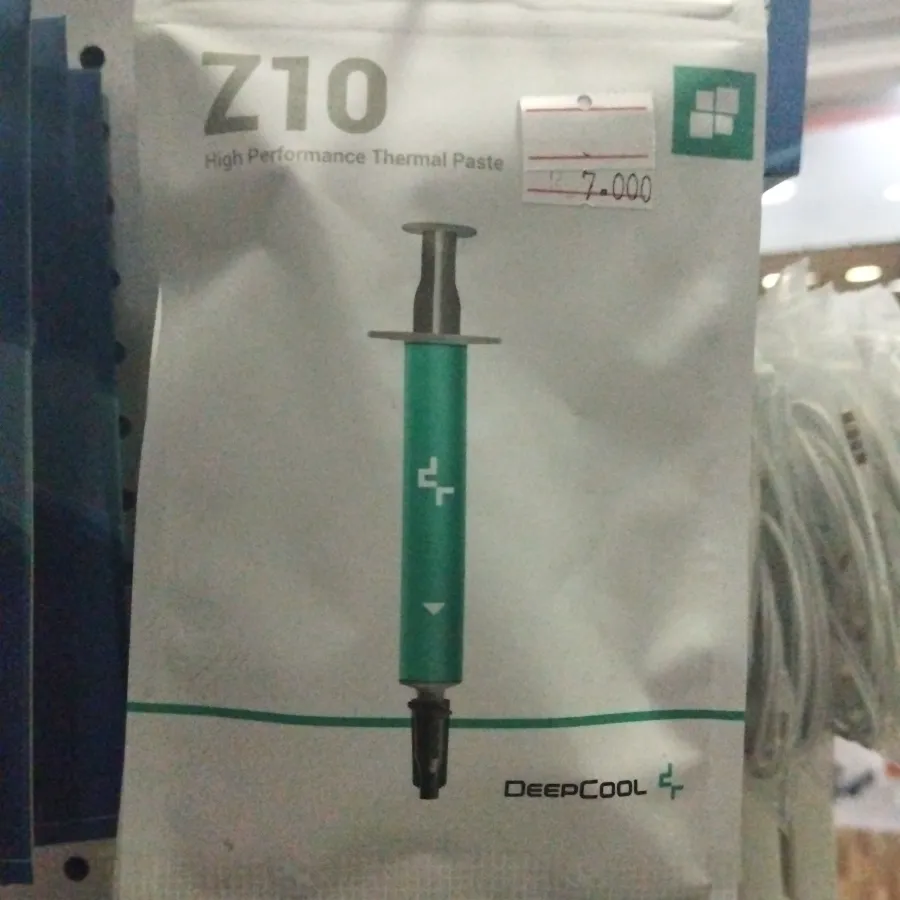 Z10
High Performance Thermal Paste
7.000
DEEPCOOL